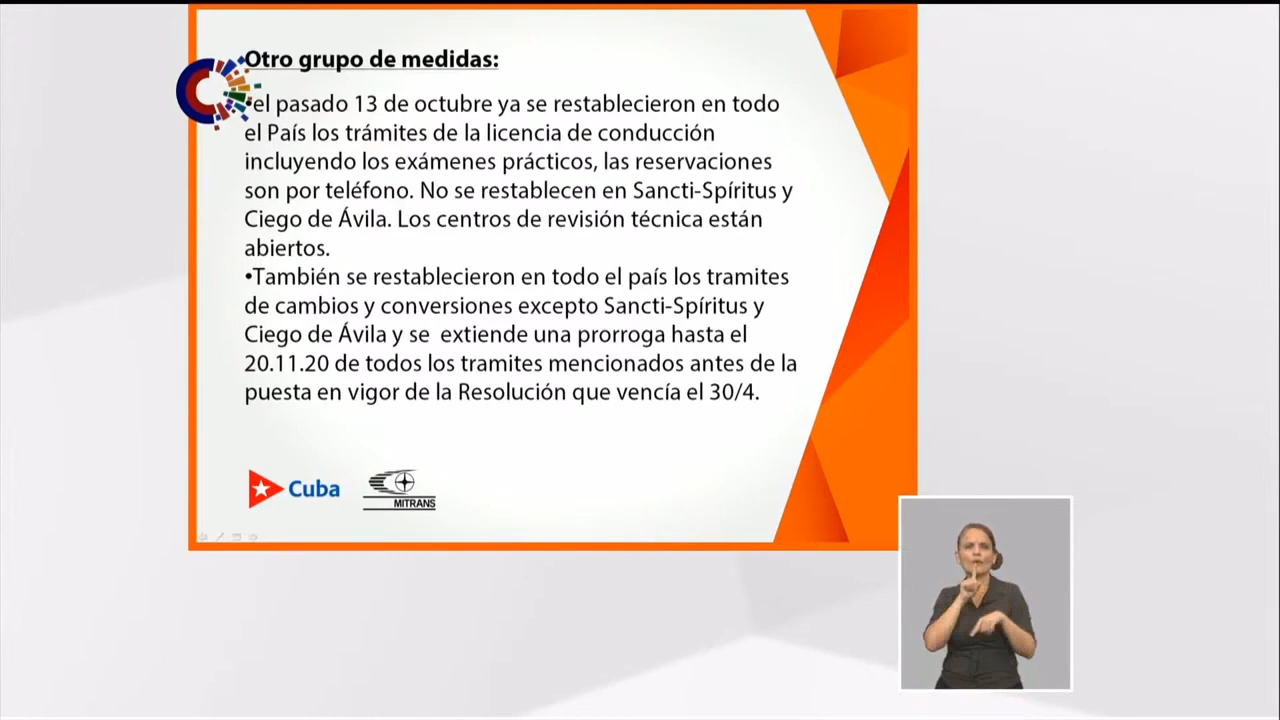 Otro grupo de medidas:
•el pasado 13 de octubre ya se restablecieron en todo
el País los trámites de la licencia de conducción
incluyendo los exámenes prácticos, las reservaciones
son por teléfono. No se restablecen en Sancti-Spíritus y
Ciego de Ávila. Los centros de revisión técnica están
abiertos.
•También se restablecieron en todo el país los tramites
de cambios y conversiones excepto Sancti-Spíritus y
Ciego de Ávila y se  extiende una prorroga hasta el
20.11.20 de todos los tramites mencionados antes de la
puesta en vigor de la Resolución que vencía el 30/4.
Cuba
MITRANS